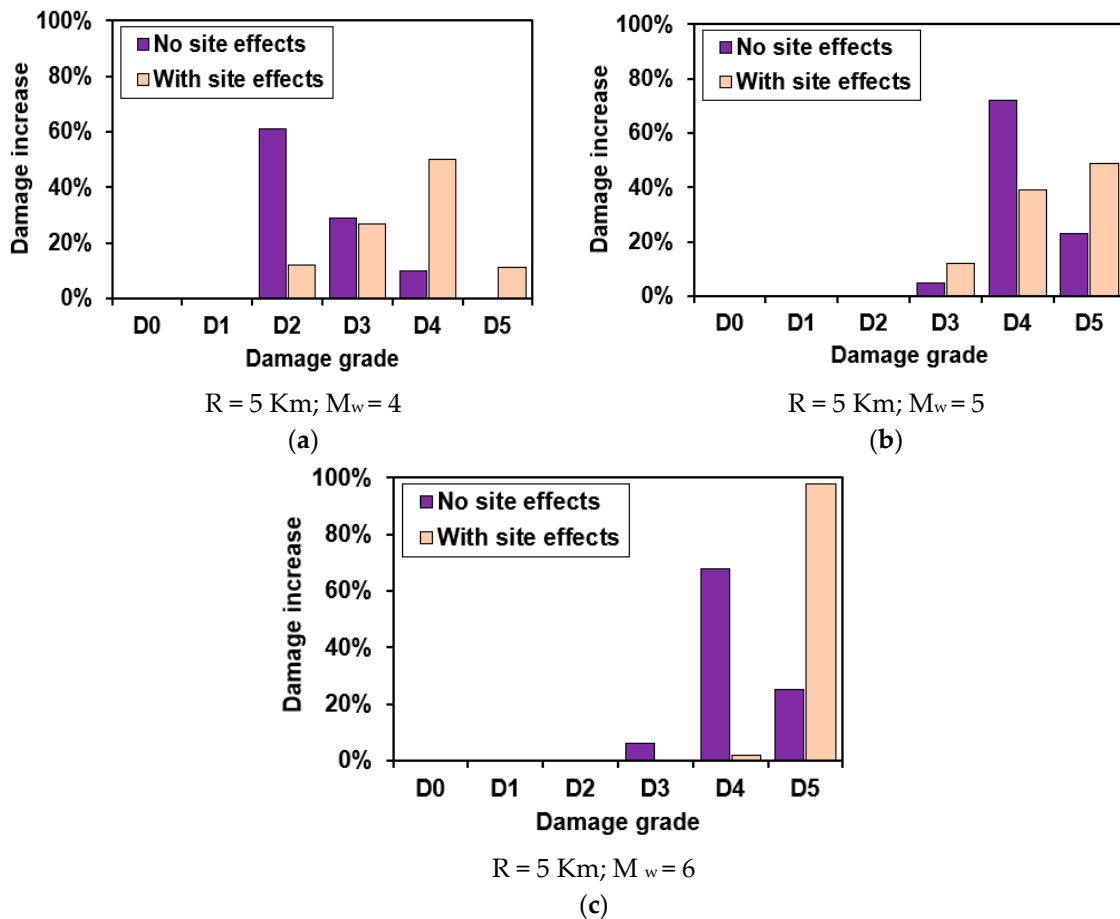 100%
80%
60%
40%
20%
0%
Damage increase
No site effects
With site effects
D0 D1 D2 D3 D4 D5
Damage grade
R = 5 Km; Mw = 4
(a)
100%
80%
60%
40%
20%
0%
Damage increase
No site effects
With site effects
D0 D1 D2 D3 D4 D5
Damage grade
R = 5 Km; Mw = 5
(b)
100%
80%
60%
40%
20%
0%
Damage increase
No site effects
With site effects
D0 D1 D2 D3 D4 D5
Damage grade
R = 5 Km; M w = 6
(c)